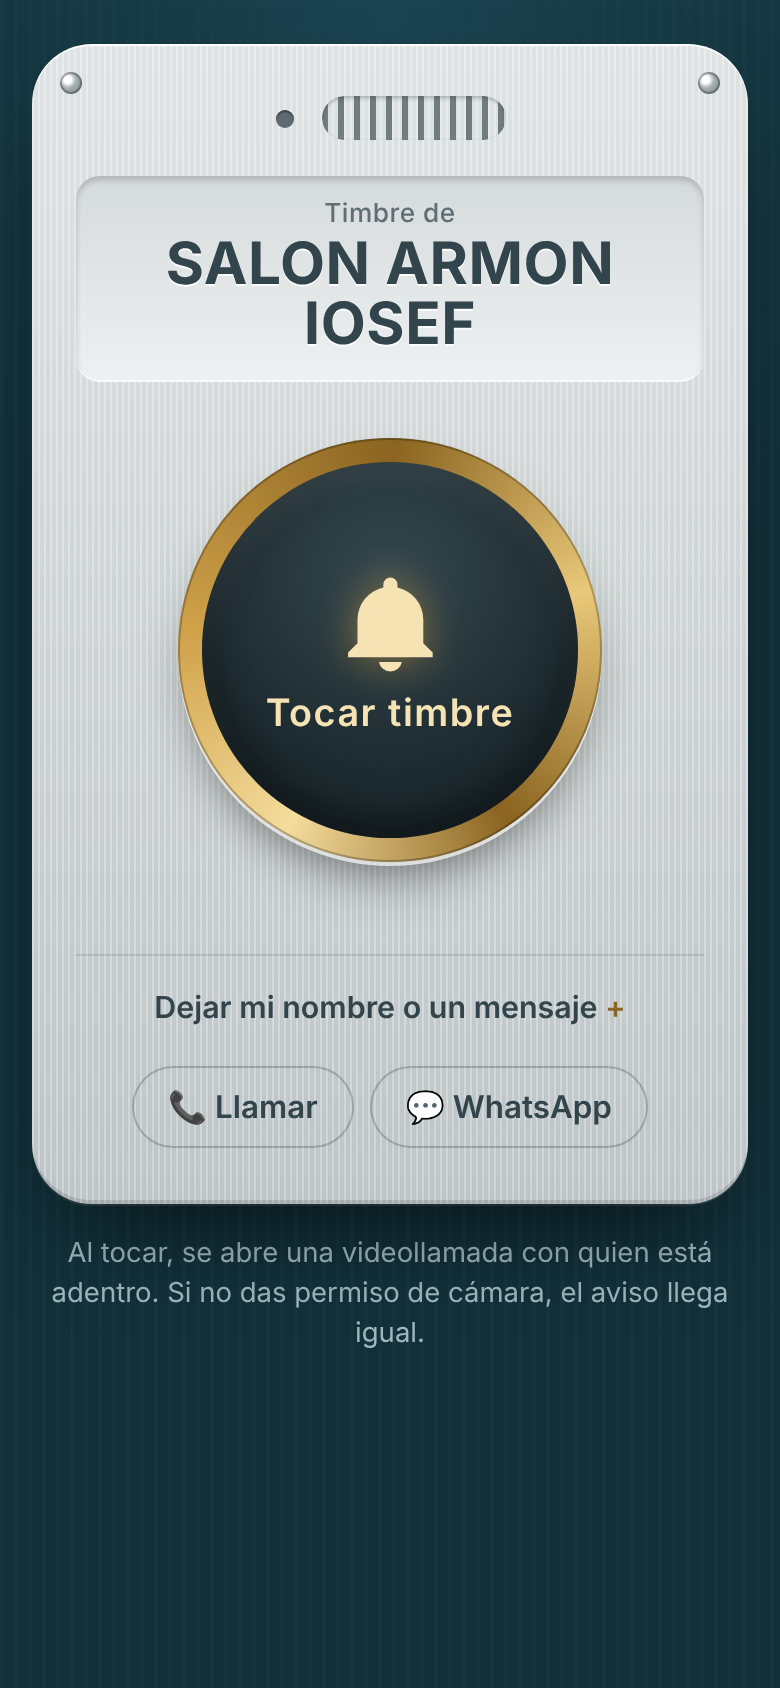 Timbre de
SALON ARMON
IOSEF
Tocar timbre
Dejar mi nombre o un mensaje +
Llamar
WhatsApp
Al tocar, se abre una videollamada con quien está
adentro. Si no das permiso de cámara, el aviso llega
igual.